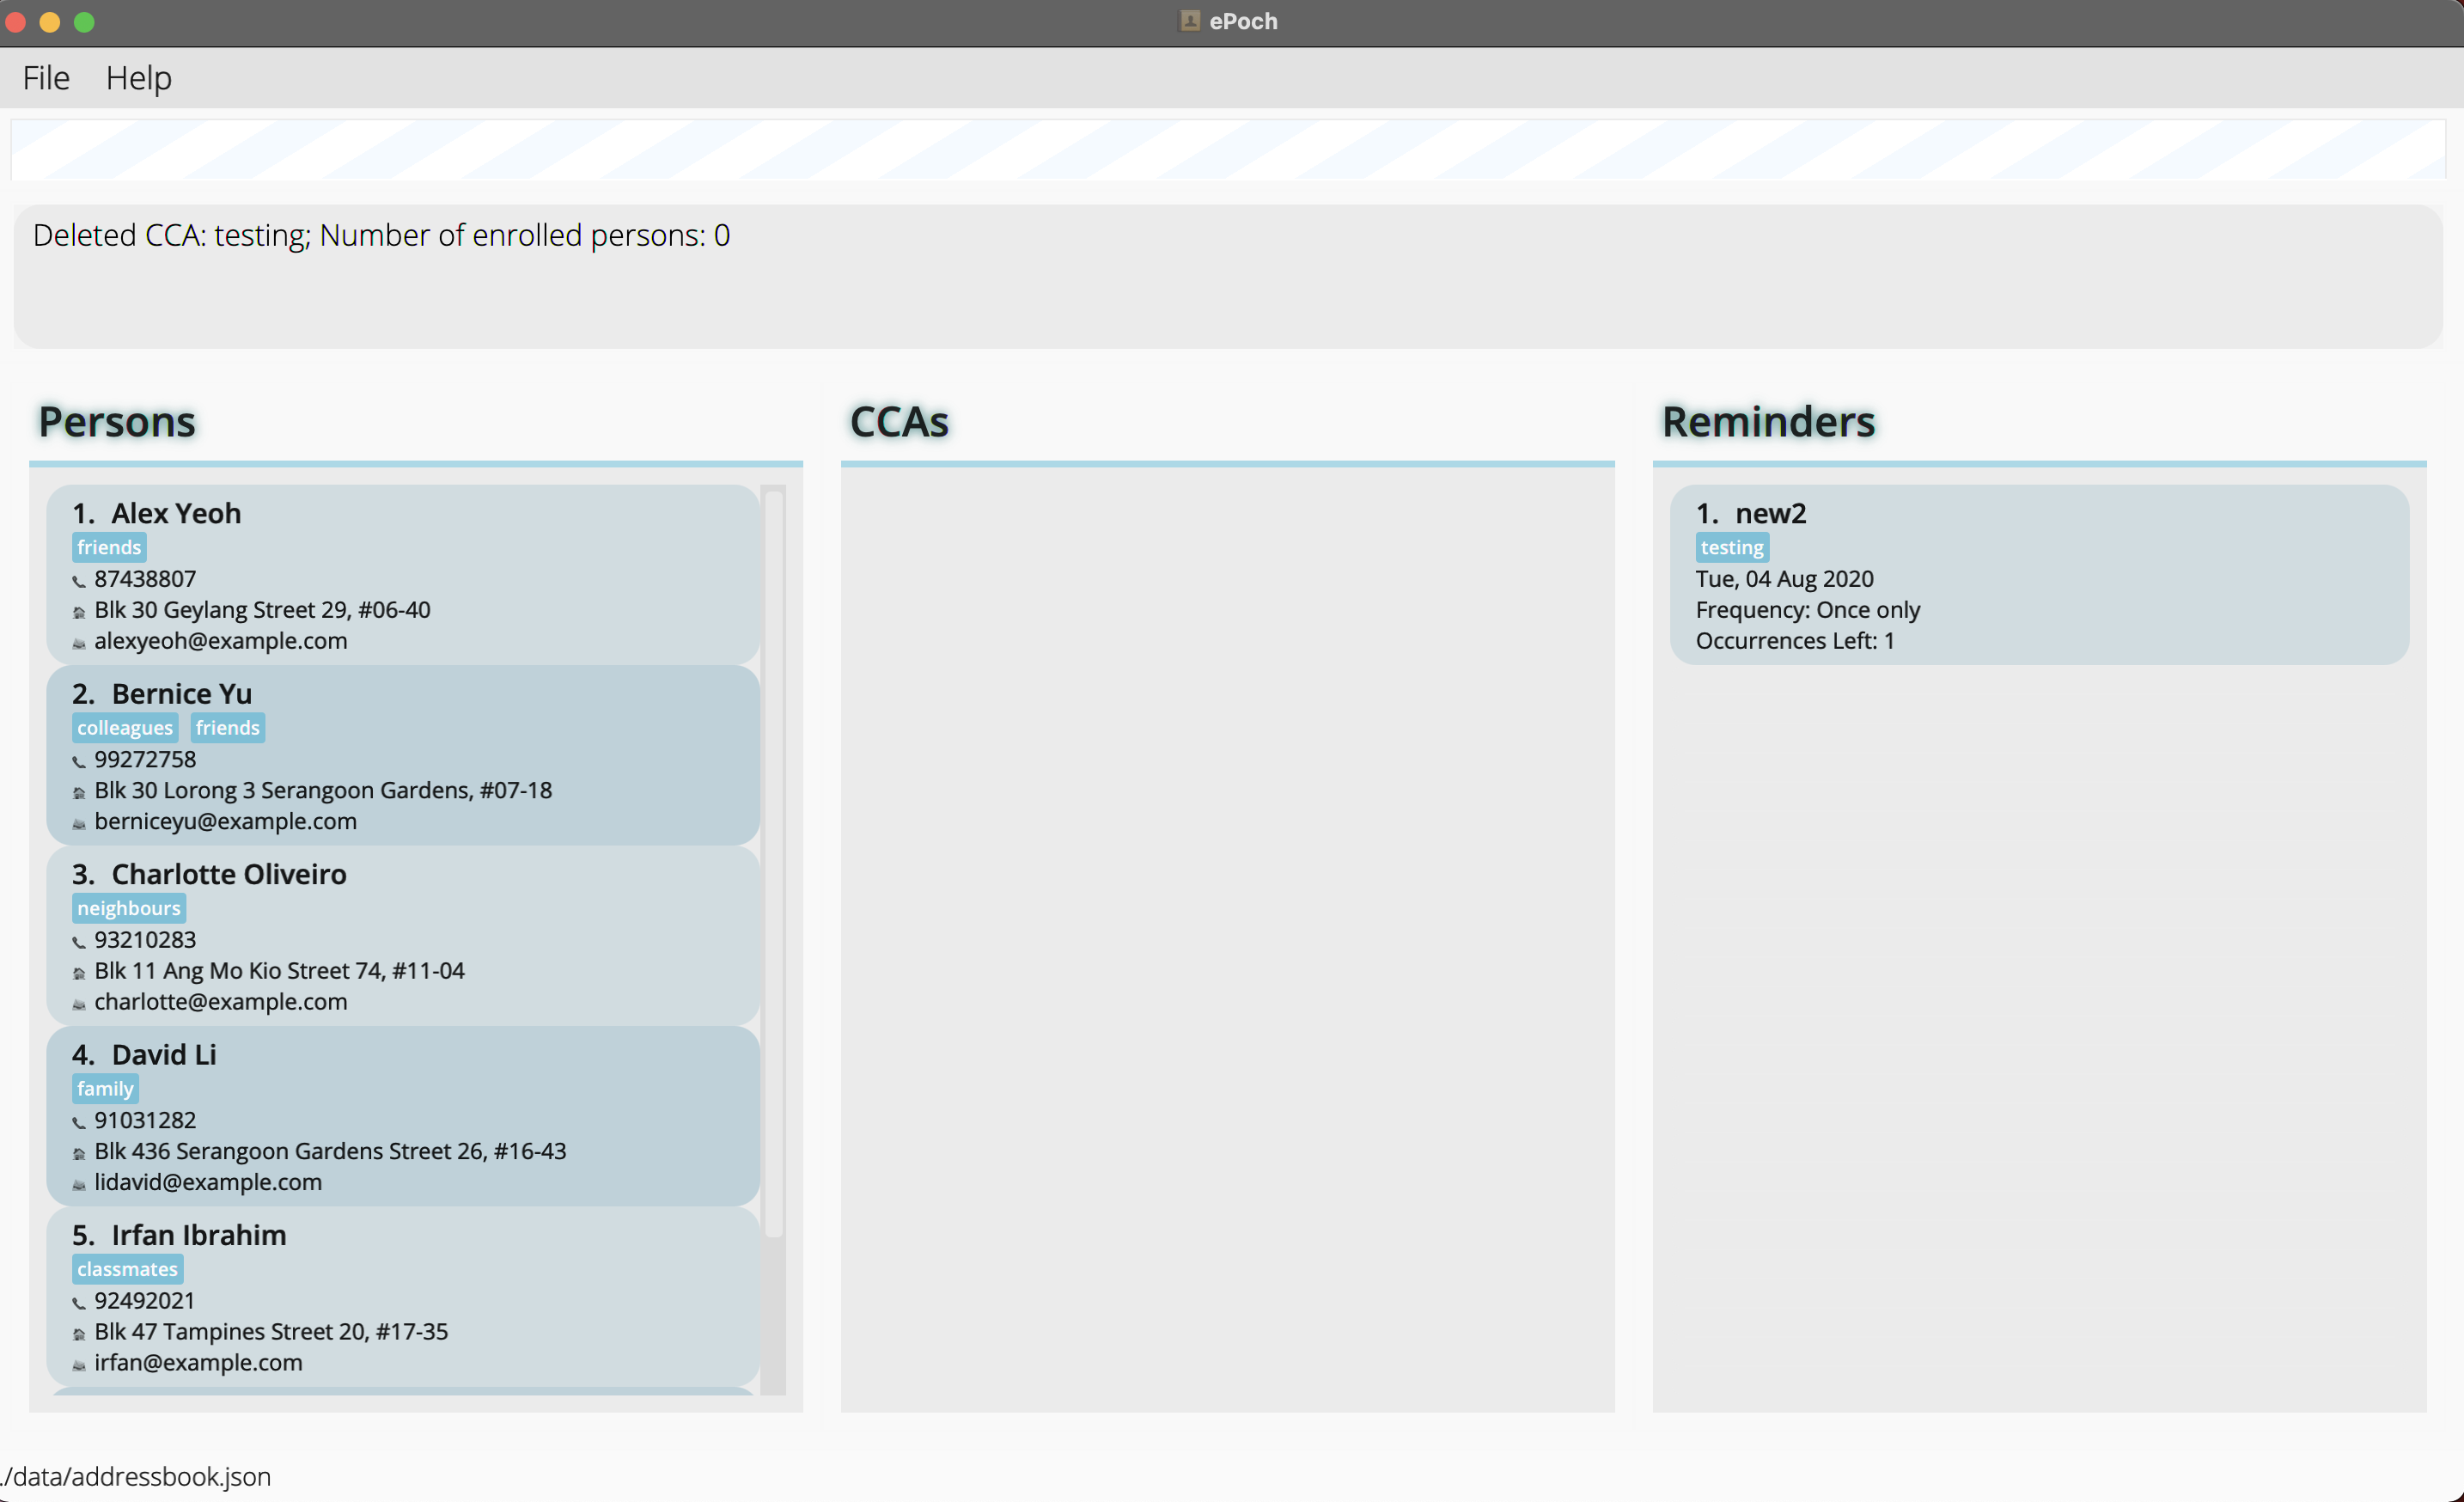 ePoch
File Help
Deleted CCA: testing; Number of enrolled persons: 0
Persons
1. Alex Yeoh
friends
87438807
Blk 30 Geylang Street 29, #06-40
alexyeoh@example.com
2. Bernice Yu
colleagues friends
99272758
Blk 30 Lorong 3 Serangoon Gardens, #07-18
berniceyu@example.com
3. Charlotte Oliveiro
neighbours
93210283
Blk 11 Ang Mo Kio Street 74, #11-04
charlotte@example.com
4. David Li
family
91031282
Blk 436 Serangoon Gardens Street 26, #16-43
lidavid@example.com
5. Irfan Ibrahim
classmates
92492021
Blk 47 Tampines Street 20, #17-35
irfan@example.com
CCAs
Reminders
1. new2
testing
Tue, 04 Aug 2020
Frequency: Once only
Occurrences Left: 1
./data/addressbook.json